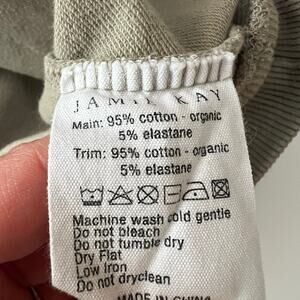 JAMIE KAY
Main: 95% cotton - organic
5% elastane
Trim: 95% cotton - organic
5% elastane
Machine wash cold gentle
Do not bleach
Do not tumble dry
Dry Flat
Low Iron
Do not dryclean
MADE IN CHINA